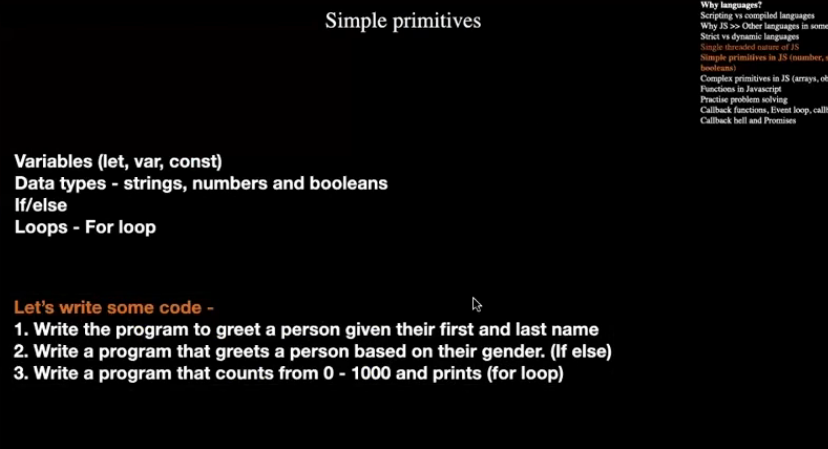 Simple primitives
Why languages?
Scripting vs compiled languages
Why JS >> Other languages in some
Strict vs dynamic languages
Single threaded nature of JS
Simple primitives in JS (number,
booleans)
Complex primitives in JS (arrays,
Functions in Javascript
Practise problem solving
Callback functions, Event loop,
Callback hell and Promises
Variables (let, var, const)
Data types - strings, numbers and booleans
If/else
Loops - For loop
Let's write some code -
1. Write the program to greet a person given their first and last name
2. Write a program that greets a person based on their gender. (If else)
3. Write a program that counts from 0 - 1000 and prints (for loop)